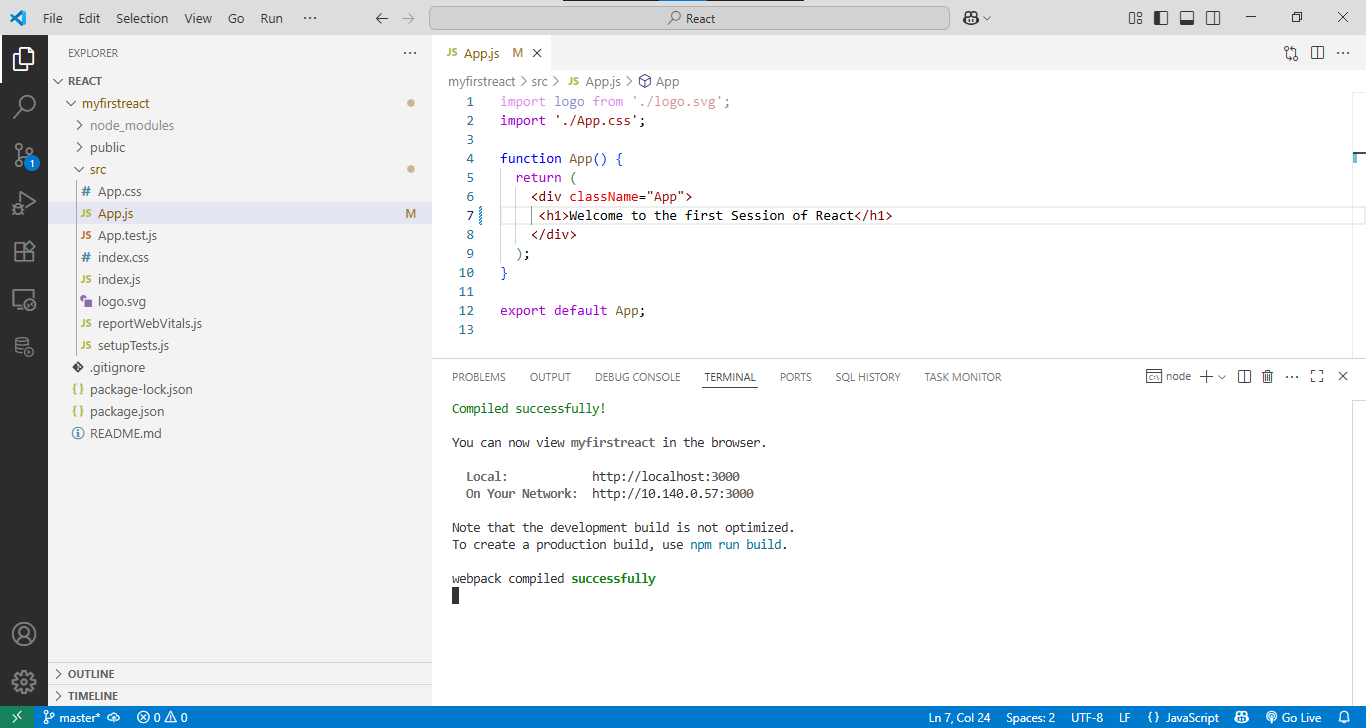 File Edit Selection View Go Run ··· React
EXPLORER ···
REACT
myfirstreact
node_modules
public
src
# App.css
JS App.js M
JS App.test.js
# index.css
JS index.js
logo.svg
JS reportWebVitals.js
JS setupTests.js
.gitignore
{} package-lock.json
{} package.json
README.md
OUTLINE
TIMELINE
1
JS App.js M
myfirstreact > src > JS App.js > App
1 import logo from './logo.svg';
2 import './App.css';
3
4 function App() {
5 return (
6 <div className="App">
7 <h1>Welcome to the first Session of React</h1>
8 </div>
9 );
10 }
11
12 export default App;
13
PROBLEMS OUTPUT DEBUG CONSOLE TERMINAL PORTS SQL HISTORY TASK MONITOR node
Compiled successfully!
You can now view myfirstreact in the browser.
Local: http://localhost:3000
On Your Network: http://10.140.0.57:3000
Note that the development build is not optimized.
To create a production build, use npm run build.
webpack compiled successfully
master* 0 0 Ln 7, Col 24 Spaces: 2 UTF-8 LF {} JavaScript Go Live